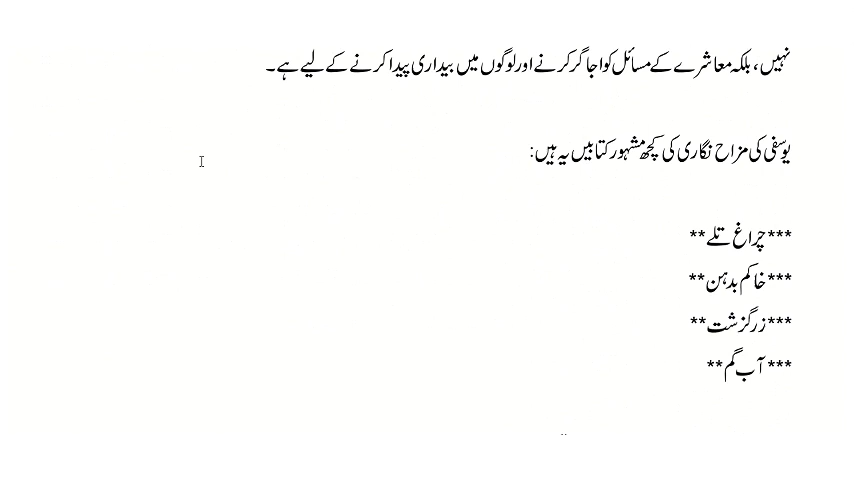 نہیں، بلکہ معاشرے کے مسائل کو اجاگر کرنے اور لوگوں میں بیداری پیدا کرنے کے لیے ہے۔
یوسفی کی مزاح نگاری کی کچھ مشہور کتابیں یہ ہیں:
***چراغ تلے**
***خاکم بدہن**
***زرگزشت**
***آب گم**